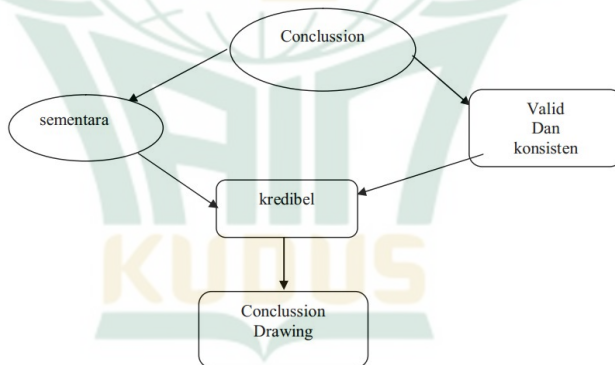 Conclussion
sementara
Valid
Dan
konsisten
kredibel
KUDUS
Conclussion
Drawing